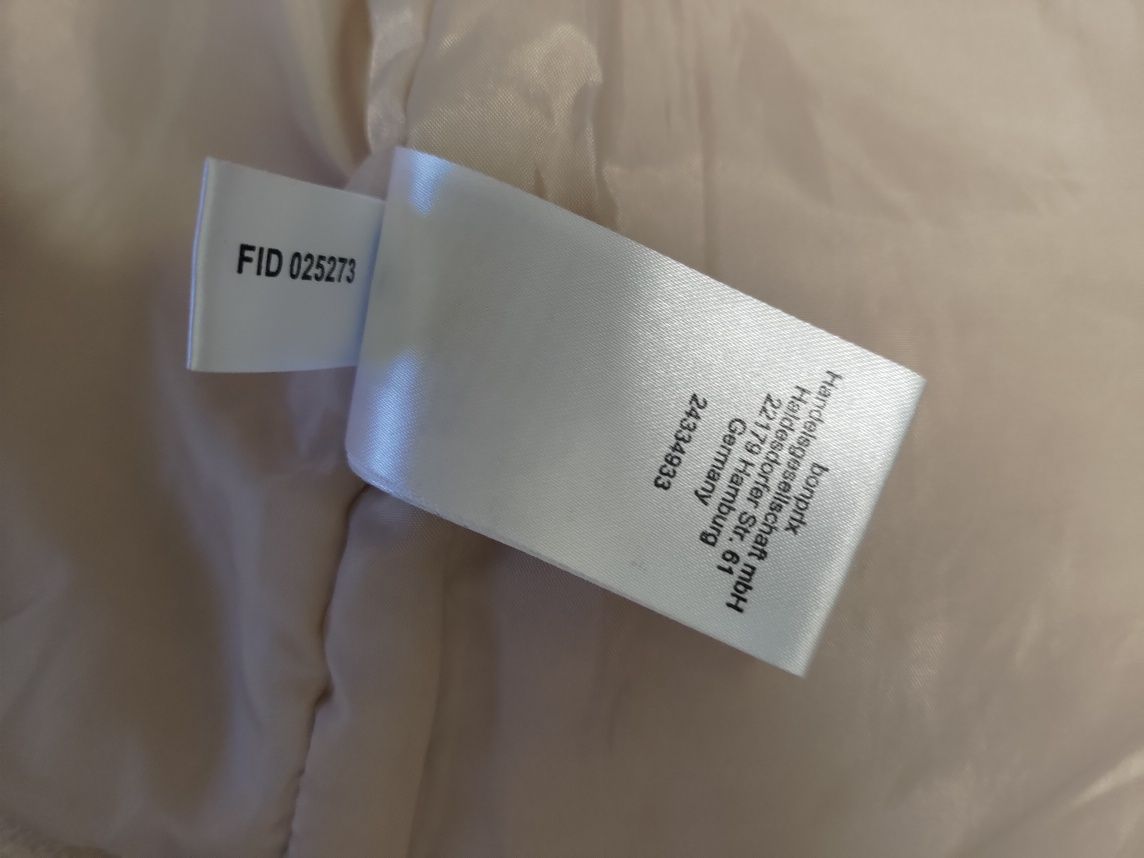 FID 025273
bonprix
Handelsgesellschaft mbH
Haldesdorfer Str. 61
22179 Hamburg
Germany
24334933